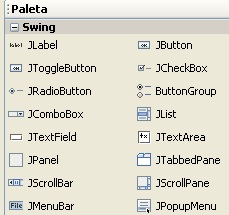 Paleta
Swing
JLabel JButton
JToggleButton JCheckBox
JRadioButton ButtonGroup
JComboBox JList
JTextField JTextArea
JPanel JTabbedPane
JScrollBar JScrollPane
JMenuBar JPopupMenu